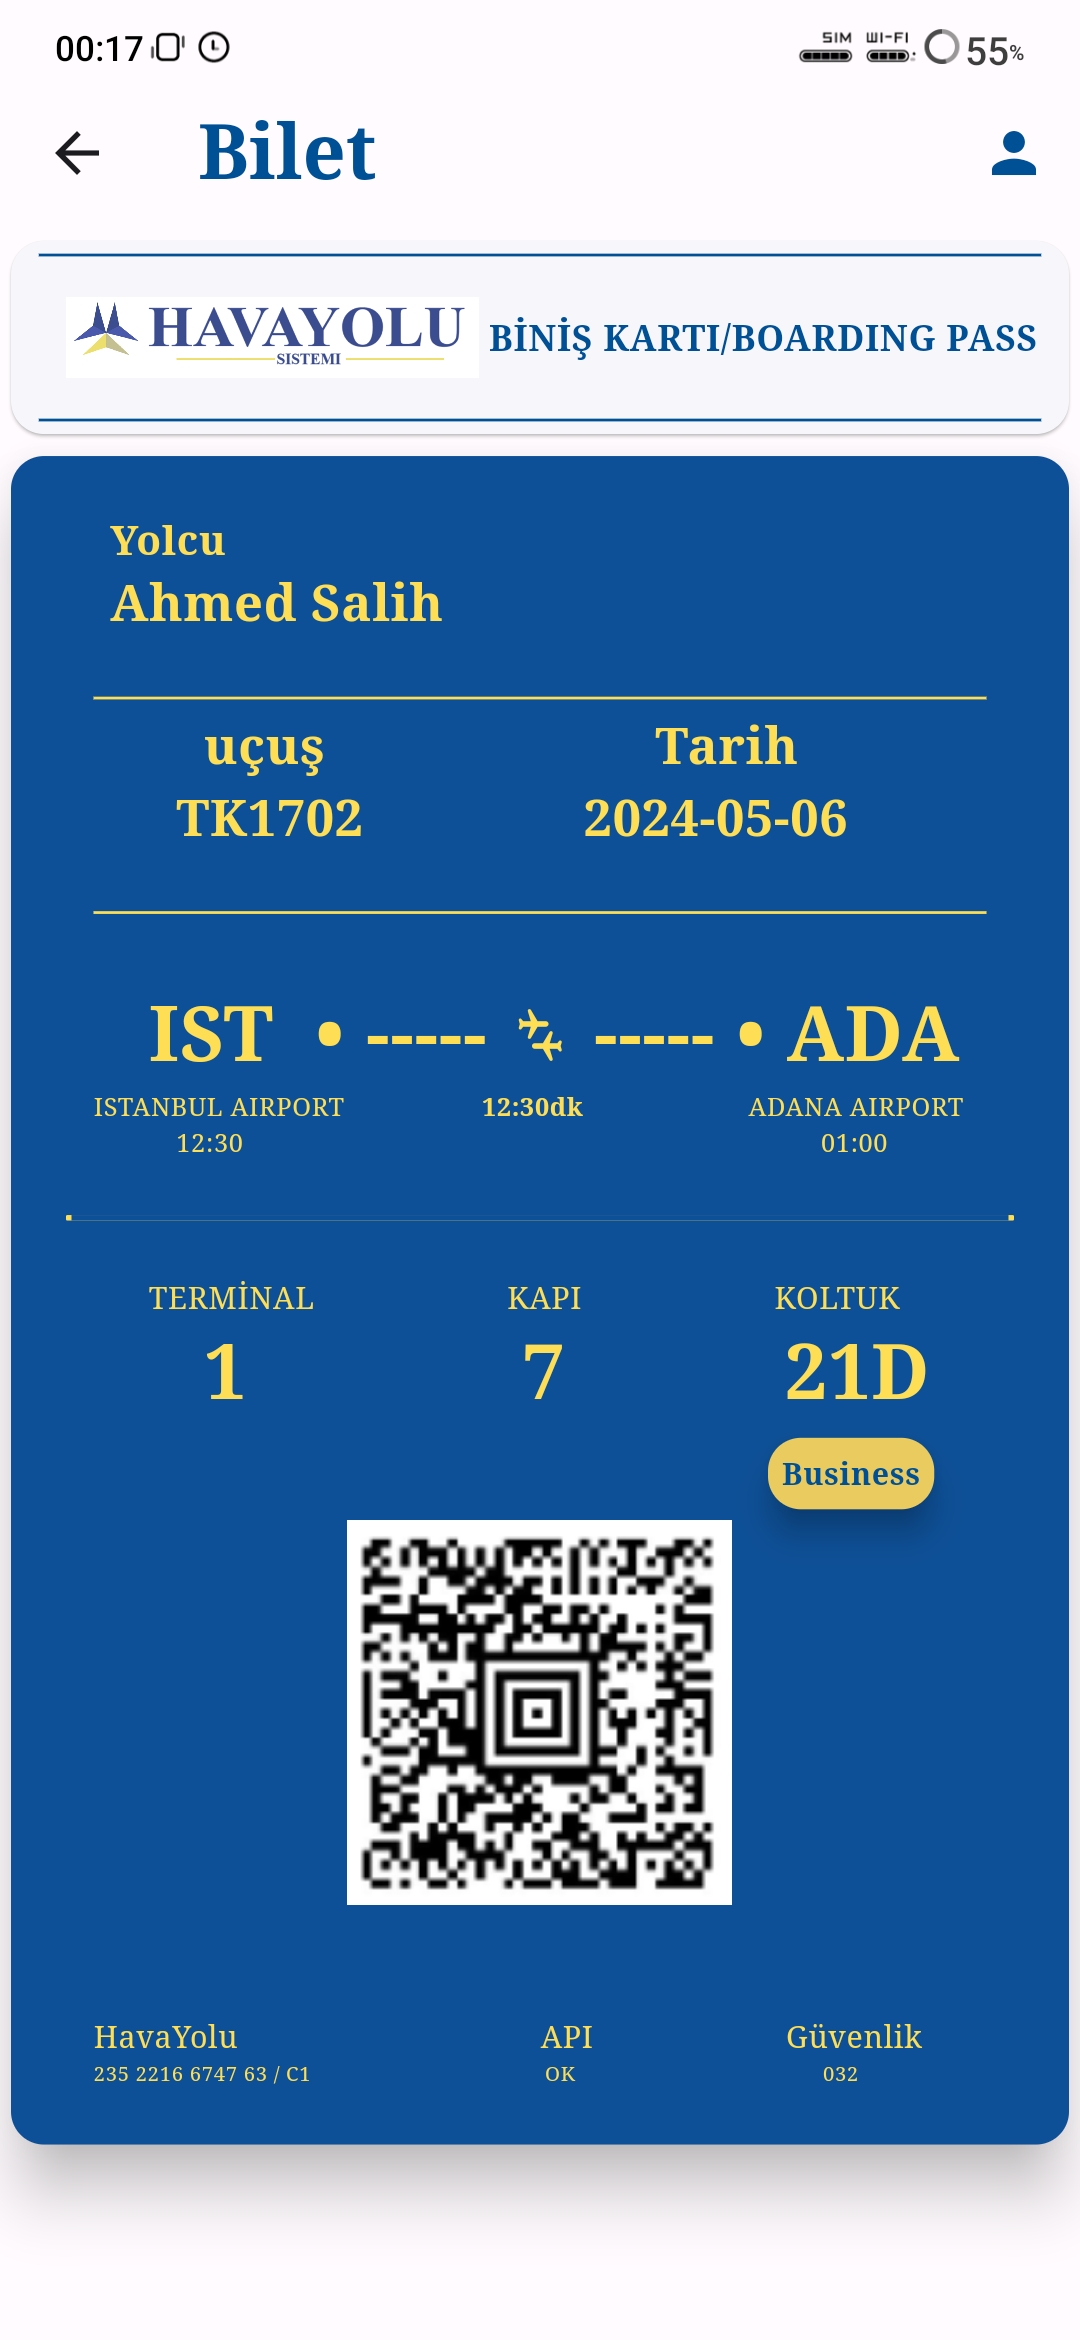 00:17 SIM WI-FI 55%
Bilet
HAVAYOLU
SISTEMI
BİNİŞ KARTI/BOARDING PASS
Yolcu
Ahmed Salih
uçuş Tarih
TK1702 2024-05-06
IST • ----- ----- • ADA
ISTANBUL AIRPORT 12:30dk ADANA AIRPORT
12:30 01:00
TERMİNAL KAPI KOLTUK
1 7 21D
Business
HavaYolu API Güvenlik
235 2216 6747 63 / C1 OK 032